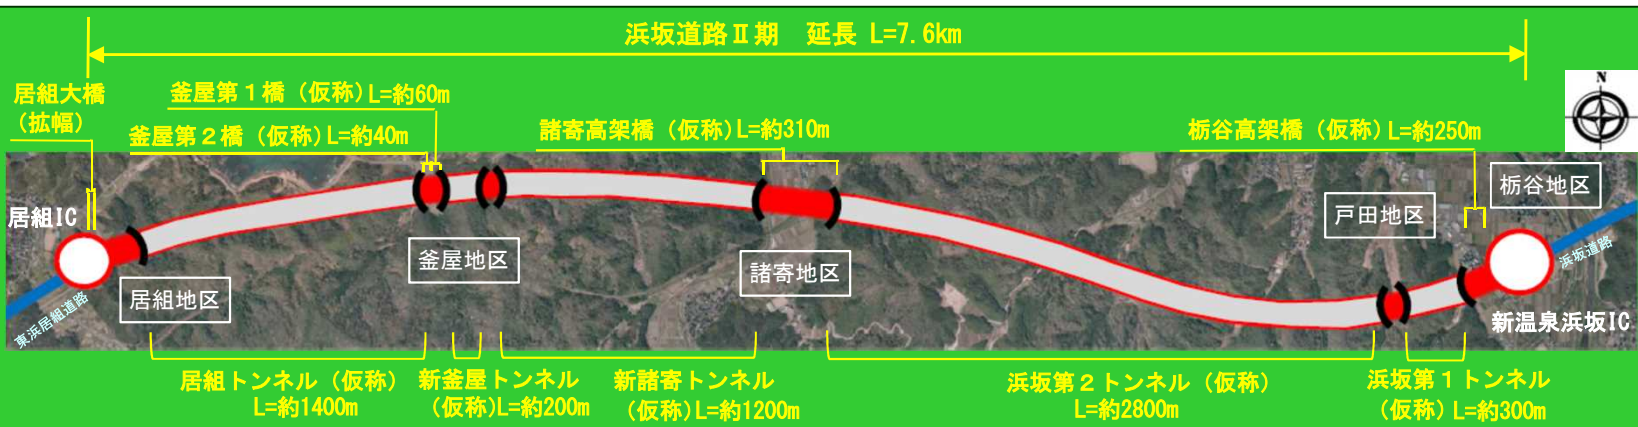 浜坂道路Ⅱ期　延長 L=7.6km
居組大橋
（拡幅）
釜屋第１橋（仮称）L=約60m
釜屋第２橋（仮称）L=約40m
諸寄高架橋（仮称）L=約310m
栃谷高架橋（仮称）L=約250m
N
居組IC
東浜居組道路
居組地区
釜屋地区
諸寄地区
戸田地区
栃谷地区
浜坂道路
新温泉浜坂IC
居組トンネル（仮称）
L=約1400m
新釜屋トンネル
（仮称）L=約200m
新諸寄トンネル
（仮称）L=約1200m
浜坂第２トンネル（仮称）
L=約2800m
浜坂第１トンネル
（仮称）L=約300m